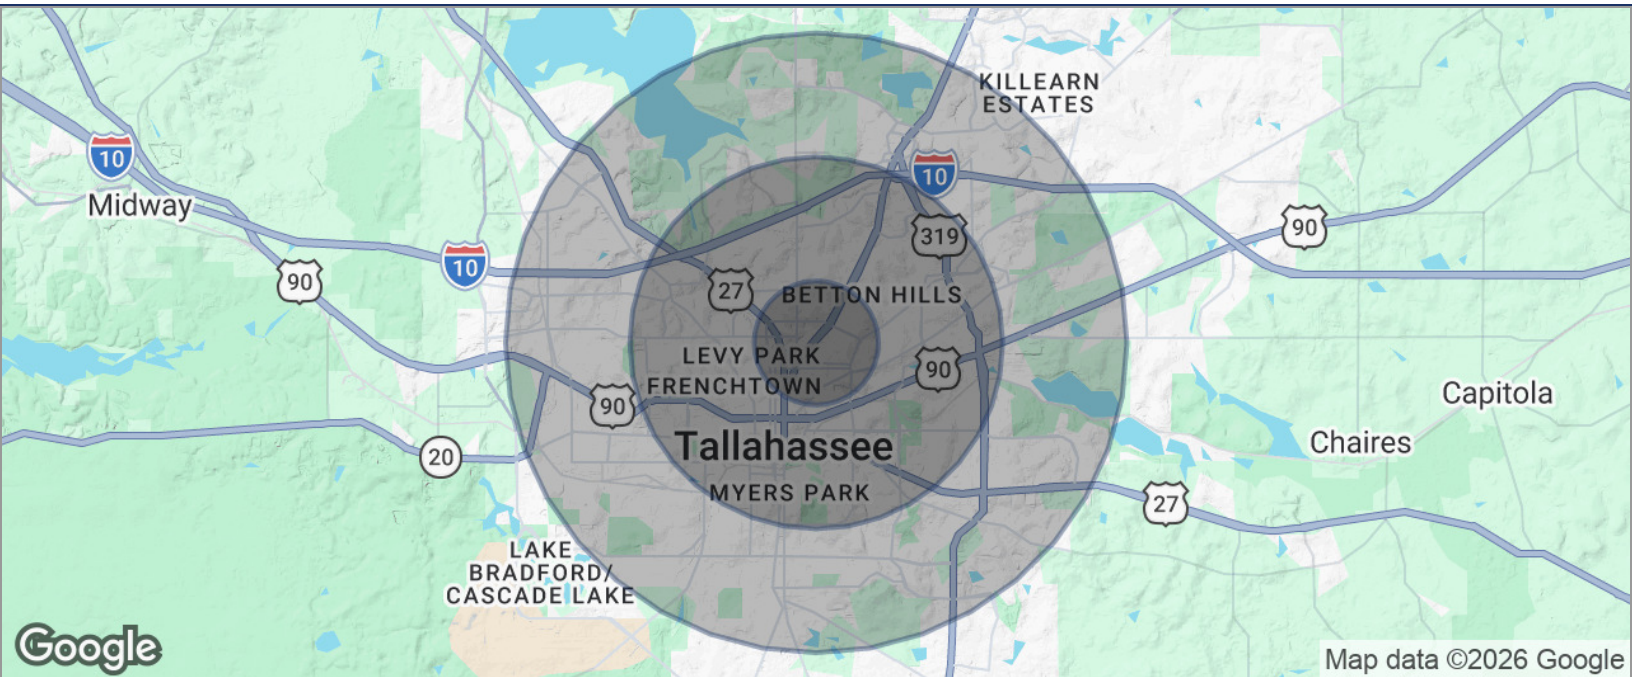 KILLEARN
ESTATES
10
10
Midway
90
319
10
90
27
BETTON HILLS
LEVY PARK
90
FRENCHTOWN
90
Capitola
Tallahassee
Chaires
20
MYERS PARK
27
LAKE
BRADFORD/
CASCADE LAKE
Google
Map data ©2026 Google